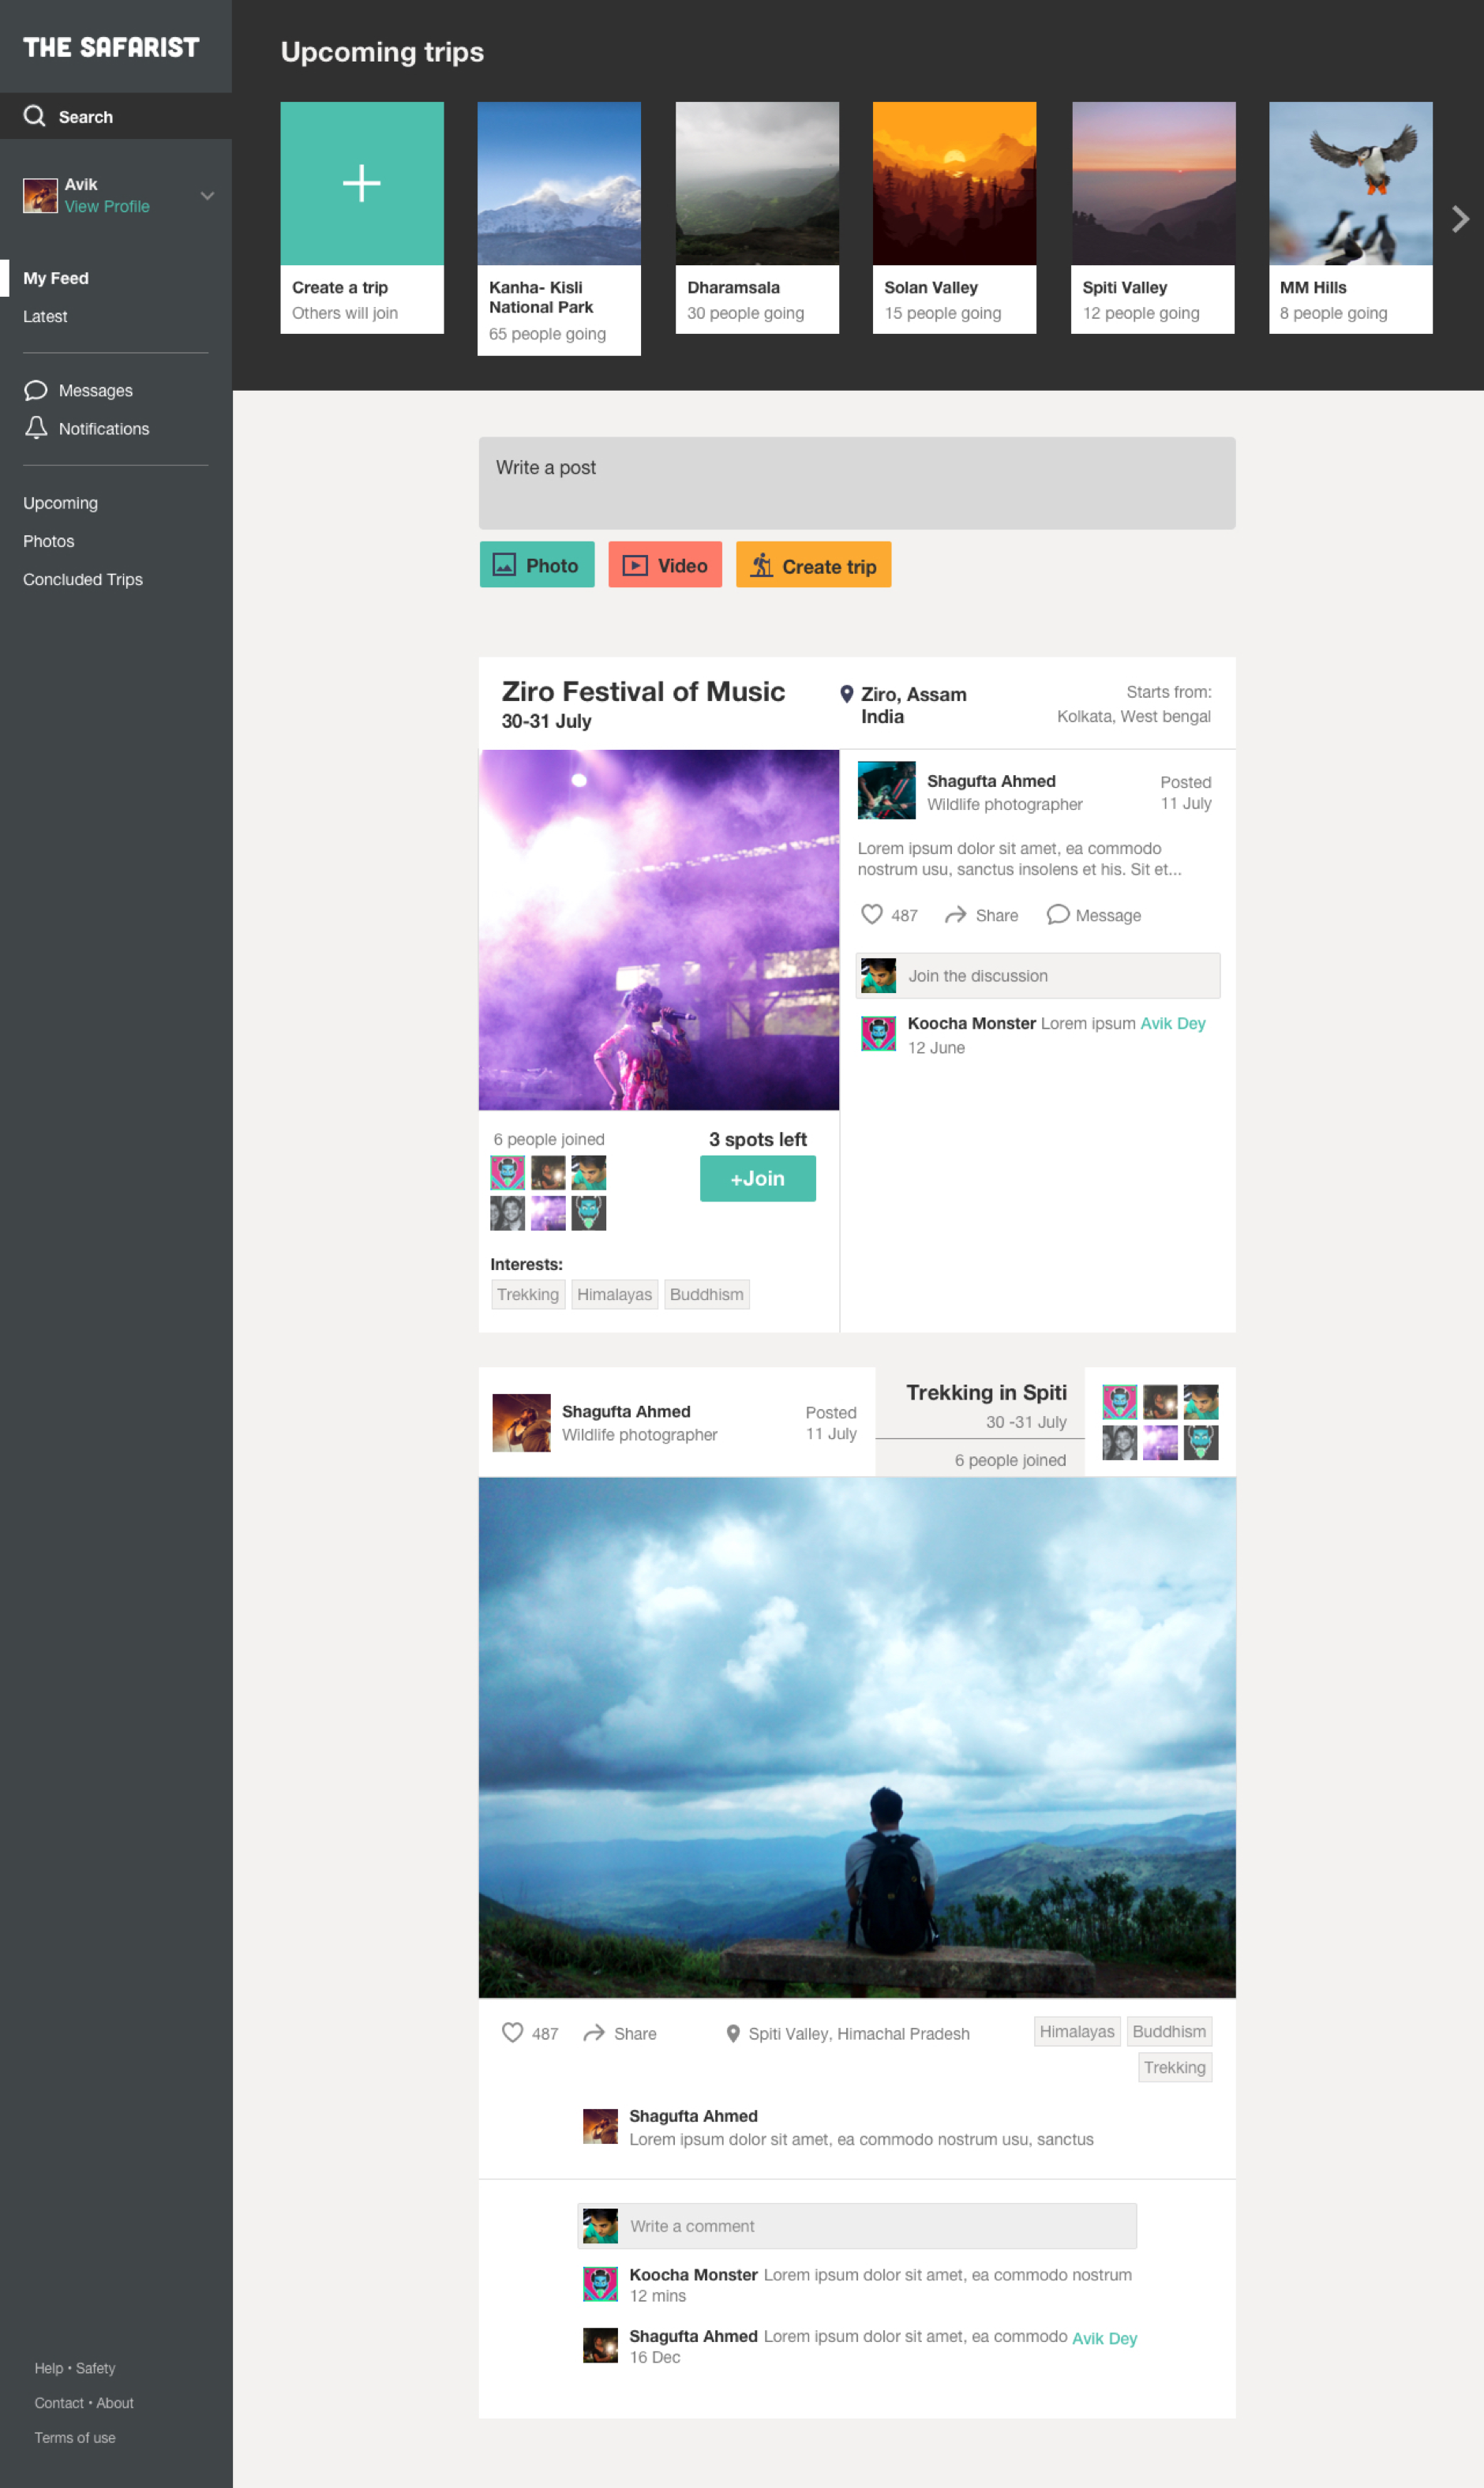 THE SAFARIST
Search
Avik
View Profile
My Feed
Latest
Messages
Notifications
Upcoming
Photos
Concluded Trips
Help • Safety
Contact • About
Terms of use
Upcoming trips
Create a trip
Others will join
Kanha- Kisli
National Park
65 people going
Dharamsala
30 people going
Solan Valley
15 people going
Spiti Valley
12 people going
MM Hills
8 people going
Write a post
Photo
Video
Create trip
Ziro Festival of Music
30-31 July
Ziro, Assam
India
Starts from:
Kolkata, West bengal
Shagufta Ahmed
Wildlife photographer
Posted
11 July
Lorem ipsum dolor sit amet, ea commodo
nostrum usu, sanctus insolens et his. Sit et...
487
Share
Message
Join the discussion
Koocha Monster Lorem ipsum Avik Dey
12 June
6 people joined
3 spots left
+Join
Interests:
Trekking
Himalayas
Buddhism
Shagufta Ahmed
Wildlife photographer
Posted
11 July
Trekking in Spiti
30 -31 July
6 people joined
487
Share
Spiti Valley, Himachal Pradesh
Himalayas
Buddhism
Trekking
Shagufta Ahmed
Lorem ipsum dolor sit amet, ea commodo nostrum usu, sanctus
Write a comment
Koocha Monster Lorem ipsum dolor sit amet, ea commodo nostrum
12 mins
Shagufta Ahmed Lorem ipsum dolor sit amet, ea commodo Avik Dey
16 Dec